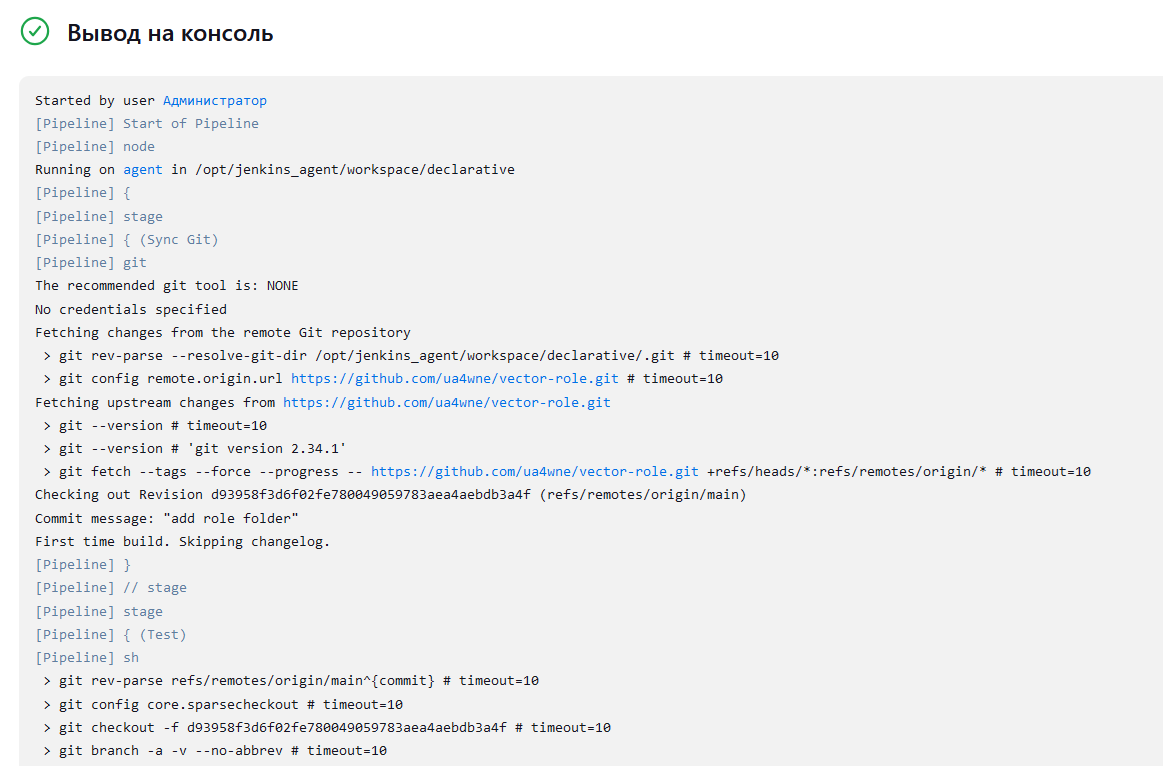 Вывод на консоль
Started by user Администратор
[Pipeline] Start of Pipeline
[Pipeline] node
Running on agent in /opt/jenkins_agent/workspace/declarative
[Pipeline] {
[Pipeline] stage
[Pipeline] { (Sync Git)
[Pipeline] git
The recommended git tool is: NONE
No credentials specified
Fetching changes from the remote Git repository
 > git rev-parse --resolve-git-dir /opt/jenkins_agent/workspace/declarative/.git # timeout=10
 > git config remote.origin.url https://github.com/ua4wne/vector-role.git # timeout=10
Fetching upstream changes from https://github.com/ua4wne/vector-role.git
 > git --version # timeout=10
 > git --version # 'git version 2.34.1'
 > git fetch --tags --force --progress -- https://github.com/ua4wne/vector-role.git +refs/heads/*:refs/remotes/origin/* # timeout=10
Checking out Revision d93958f3d6f02fe780049059783aea4aebdb3a4f (refs/remotes/origin/main)
Commit message: "add role folder"
First time build. Skipping changelog.
[Pipeline] }
[Pipeline] // stage
[Pipeline] stage
[Pipeline] { (Test)
[Pipeline] sh
 > git rev-parse refs/remotes/origin/main^{commit} # timeout=10
 > git config core.sparsecheckout # timeout=10
 > git checkout -f d93958f3d6f02fe780049059783aea4aebdb3a4f # timeout=10
 > git branch -a -v --no-abbrev # timeout=10